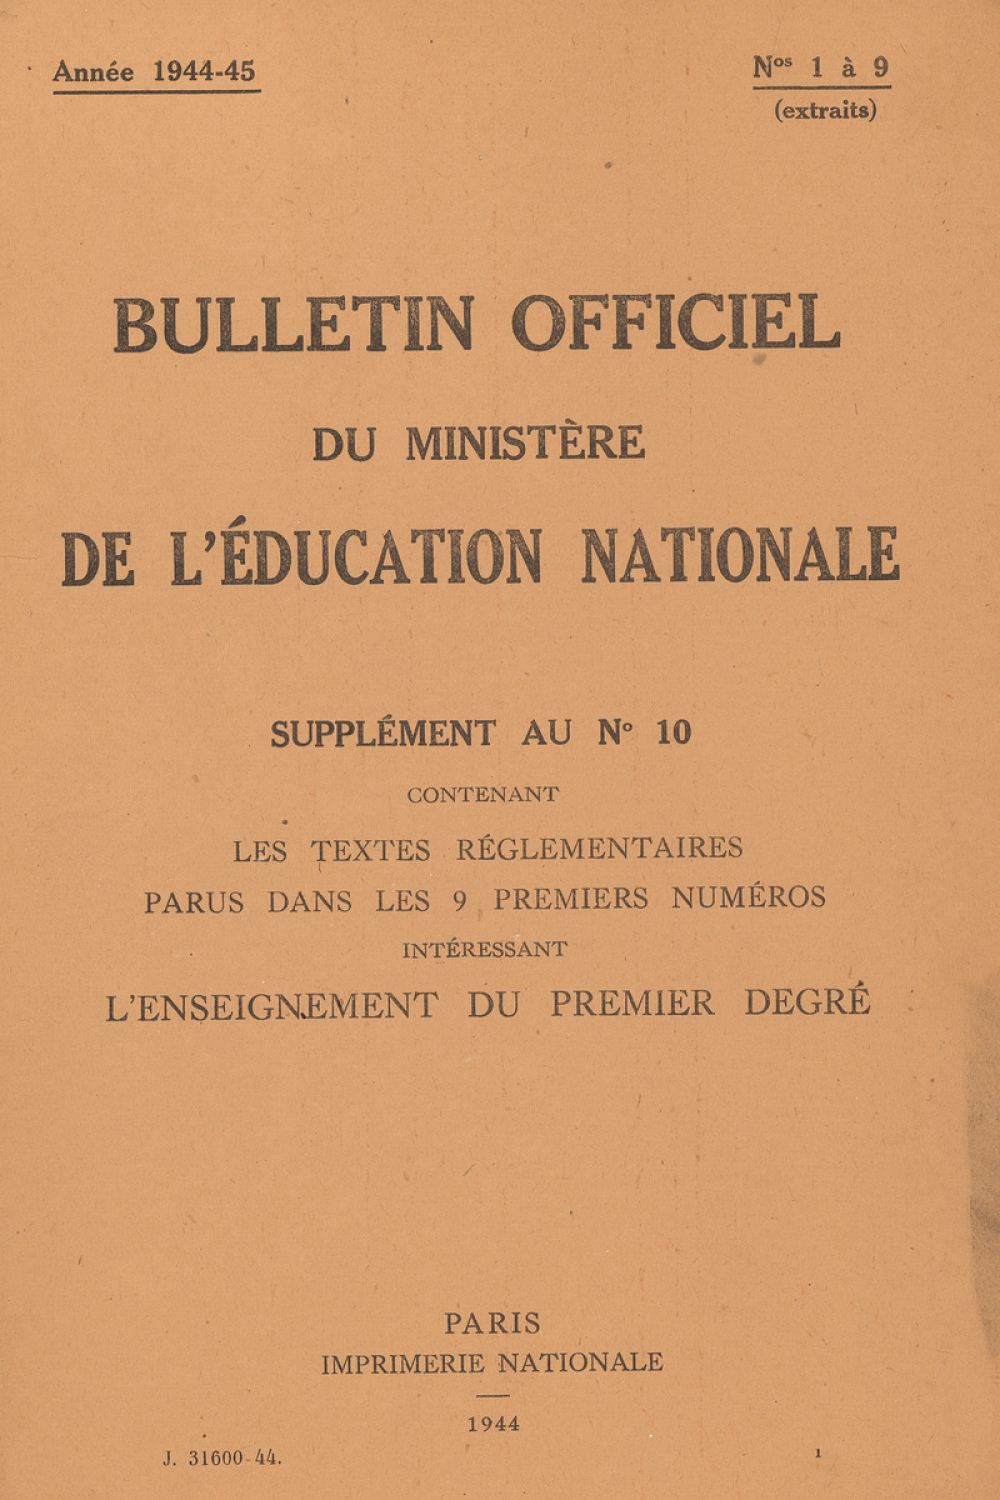 Année 1944-45
Nos 1 à 9
(extraits)
BULLETIN OFFICIEL
DU MINISTÈRE
DE L'ÉDUCATION NATIONALE
SUPPLÉMENT AU N° 10
CONTENANT
LES TEXTES RÉGLEMENTAIRES
PARUS DANS LES 9 PREMIERS NUMÉROS
INTÉRESSANT
L'ENSEIGNEMENT DU PREMIER DEGRÉ
PARIS
IMPRIMERIE NATIONALE
1944
J. 31600-44.
1